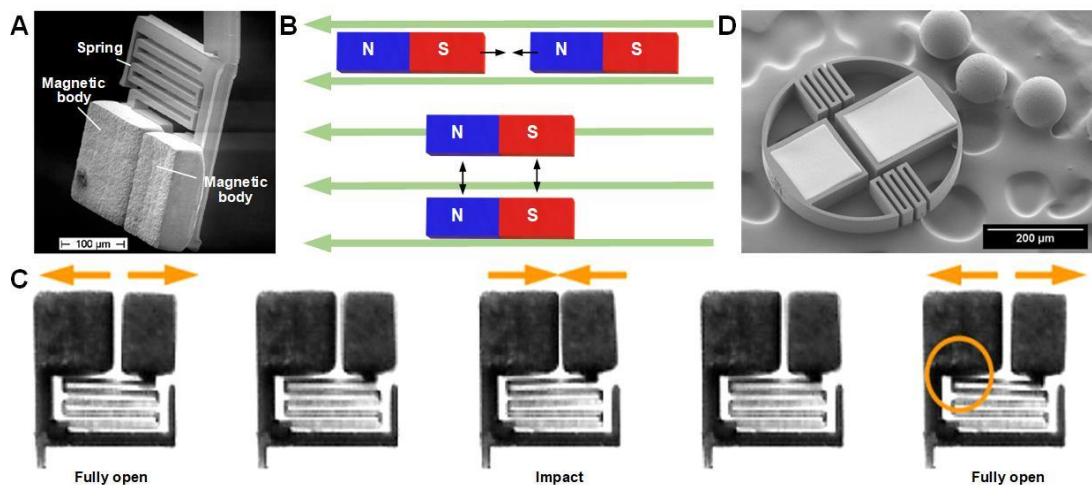 A
Spring
Magnetic
body
Magnetic
body
100 µm
B
N S N S
N S
N S
D
200 µm
C
Fully open
Impact
Fully open